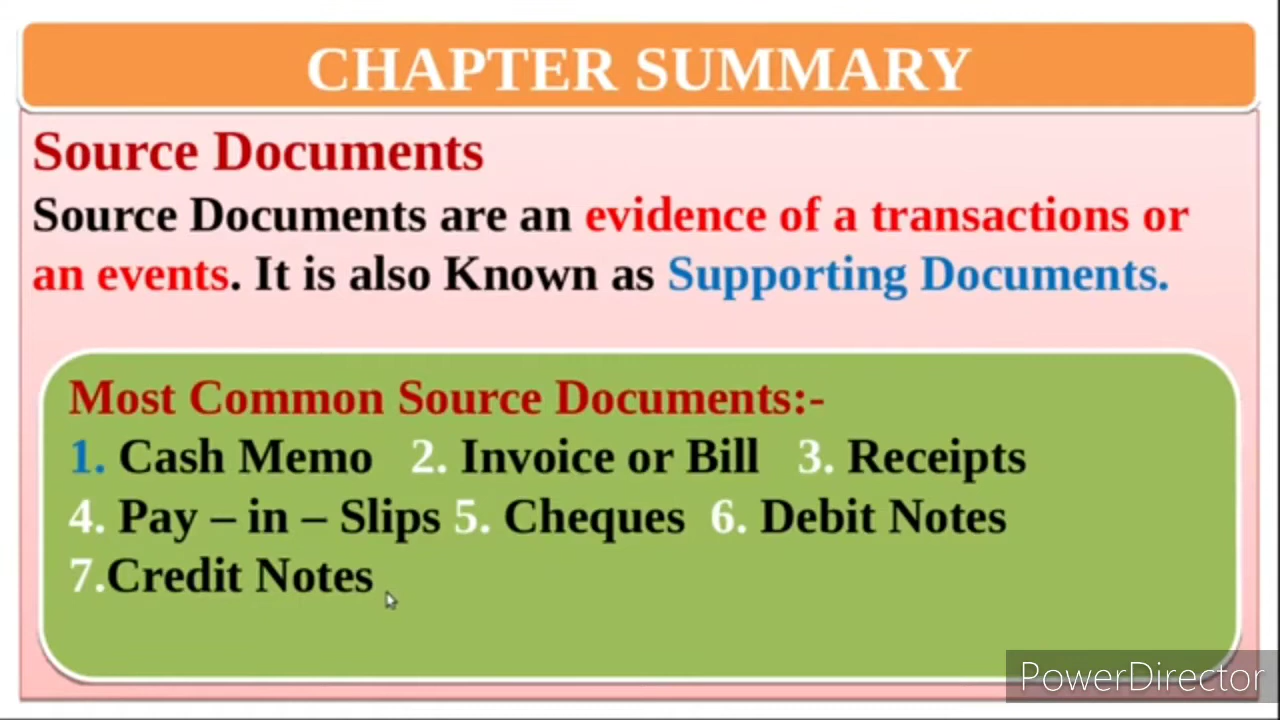 CHAPTER SUMMARY
Source Documents
Source Documents are an evidence of a transactions or
an events. It is also Known as Supporting Documents.
Most Common Source Documents:-
1. Cash Memo 2. Invoice or Bill 3. Receipts
4. Pay – in – Slips 5. Cheques 6. Debit Notes
7.Credit Notes
PowerDirector